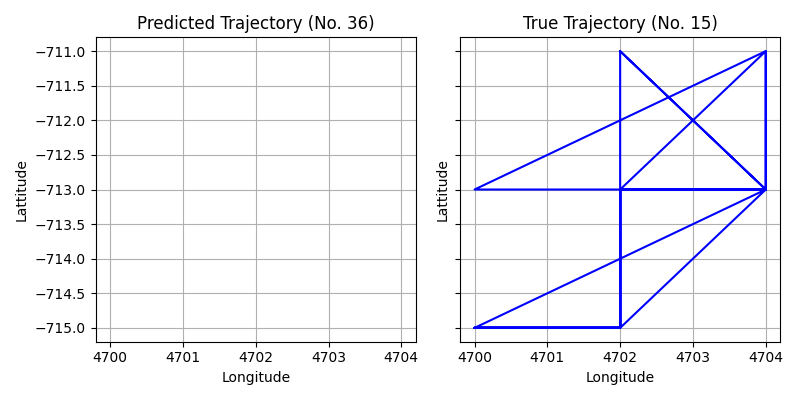 Predicted Trajectory (No. 36)
−711.0
−711.5
−712.0
−712.5
−713.0
−713.5
−714.0
−714.5
−715.0
Lattitude
4700 4701 4702 4703 4704
Longitude
True Trajectory (No. 15)
Lattitude
4700 4701 4702 4703 4704
Longitude